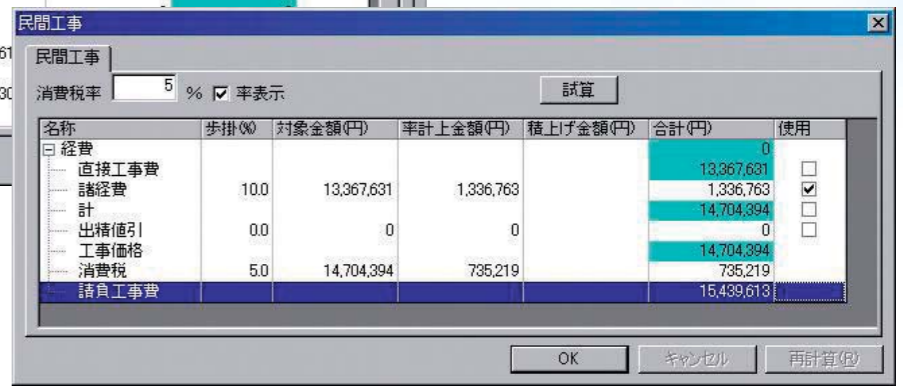 民間工事
61
民間工事
30
消費税率 5 % 率表示 試算
名称 歩掛(%) 対象金額(円) 率計上金額(円) 積上げ金額(円) 合計(円) 使用
経費 0
直接工事費 13,367,631
諸経費 10.0 13,367,631 1,336,763 1,336,763
計 14,704,394
出精値引 0.0 0 0 0
工事価格 14,704,394
消費税 5.0 14,704,394 735,219 735,219
請負工事費 15,439,613
OK キャンセル 再計算(R)